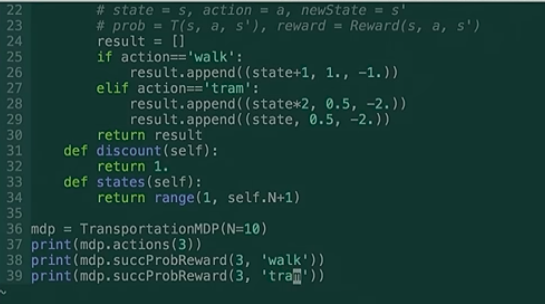 22 # state = s, action = a, newState = s'
23 # prob = T(s, a, s'), reward = Reward(s, a, s')
24 result = []
25 if action=='walk':
26 result.append((state+1, 1., -1.))
27 elif action=='tram':
28 result.append((state*2, 0.5, -2.))
29 result.append((state, 0.5, -2.))
30 return result
31 def discount(self):
32 return 1.
33 def states(self):
34 return range(1, self.N+1)
35
36 mdp = TransportationMDP(N=10)
37 print(mdp.actions(3))
38 print(mdp.succProbReward(3, 'walk'))
39 print(mdp.succProbReward(3, 'tram'))
~